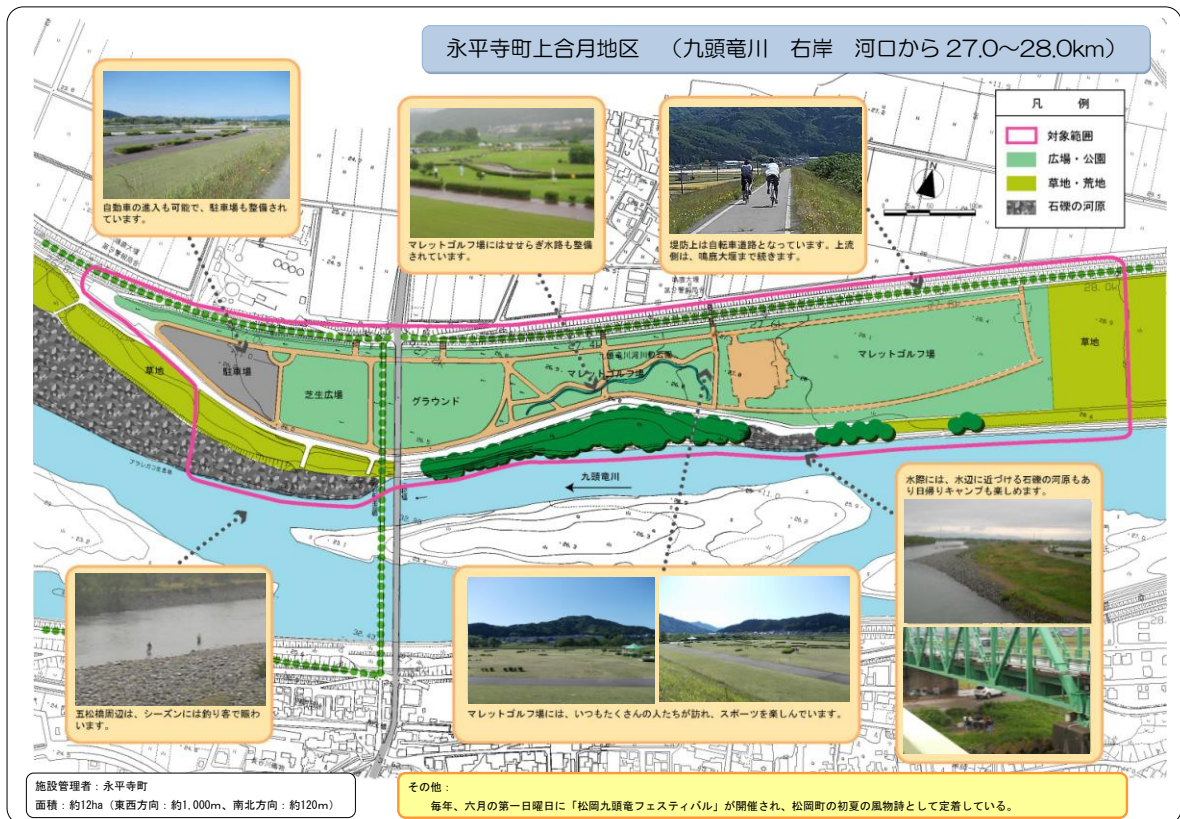 永平寺町上合月地区　（九頭竜川　右岸　河口から 27.0～28.0km）
凡　例
対象範囲
広場・公園
草地・荒地
石礫の河原
自動車の進入も可能で、駐車場も整備され
ています。
マレットゴルフ場にはせせらぎ水路も整備
されています。
堤防上は自転車道路となっています。上流
側は、鳴鹿大堰まで続きます。
N
草地
駐車場
芝生広場
グラウンド
マレットゴルフ場
マレットゴルフ場
草地
九頭竜川
水際には、水辺に近づける石礫の河原もあ
り日帰りキャンプも楽しめます。
五松橋周辺は、シーズンには釣り客で賑わ
います。
マレットゴルフ場には、いつもたくさんの人たちが訪れ、スポーツを楽しんでいます。
施設管理者：永平寺町
面積：約12ha（東西方向：約1,000m、南北方向：約120m）
その他：
毎年、六月の第一日曜日に「松岡九頭竜フェスティバル」が開催され、松岡町の初夏の風物詩として定着している。